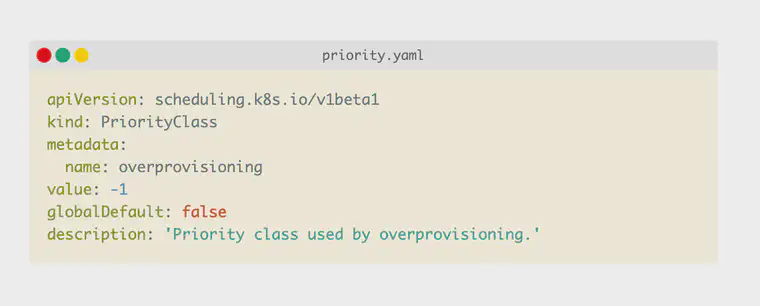 priority.yaml
apiVersion: scheduling.k8s.io/v1beta1
kind: PriorityClass
metadata:
  name: overprovisioning
value: -1
globalDefault: false
description: 'Priority class used by overprovisioning.'